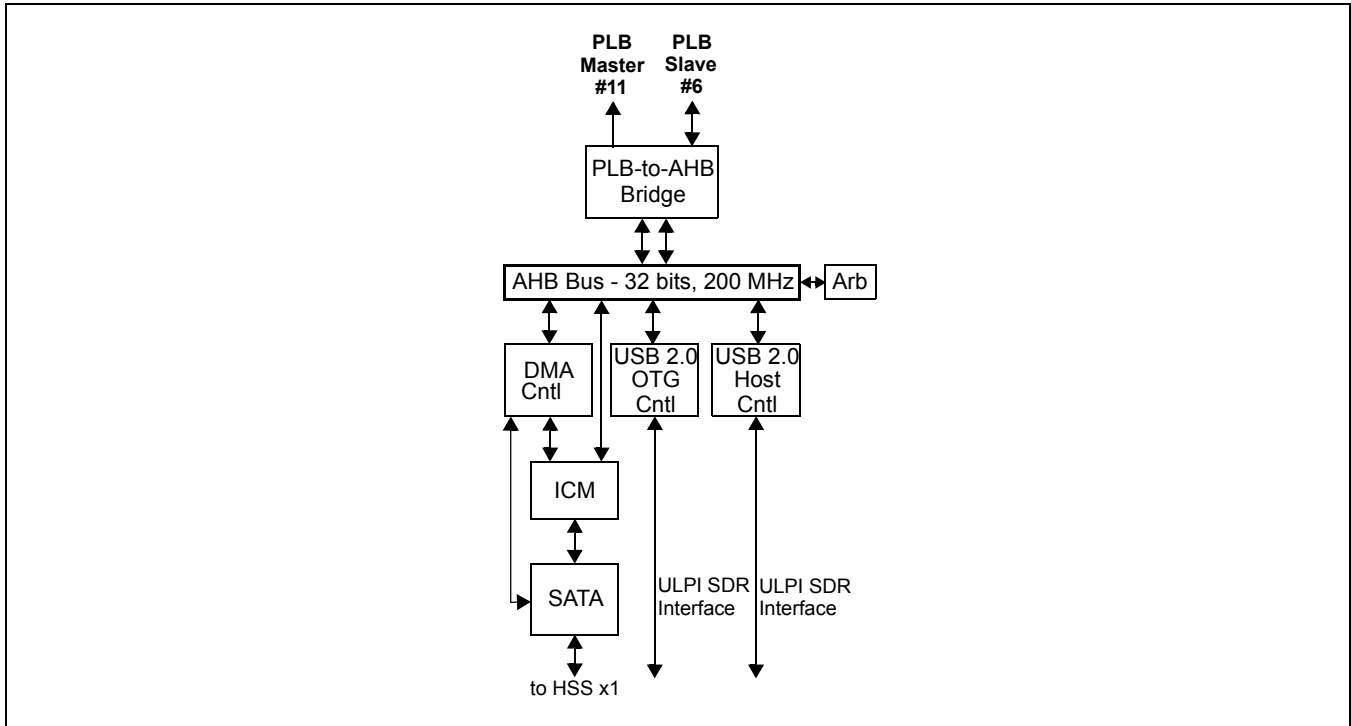 PLB
Master
#11
PLB
Slave
#6
PLB-to-AHB
Bridge
AHB Bus - 32 bits, 200 MHz
Arb
DMA
Cntl
USB 2.0
OTG
Cntl
USB 2.0
Host
Cntl
ICM
SATA
ULPI SDR
Interface
ULPI SDR
Interface
to HSS x1